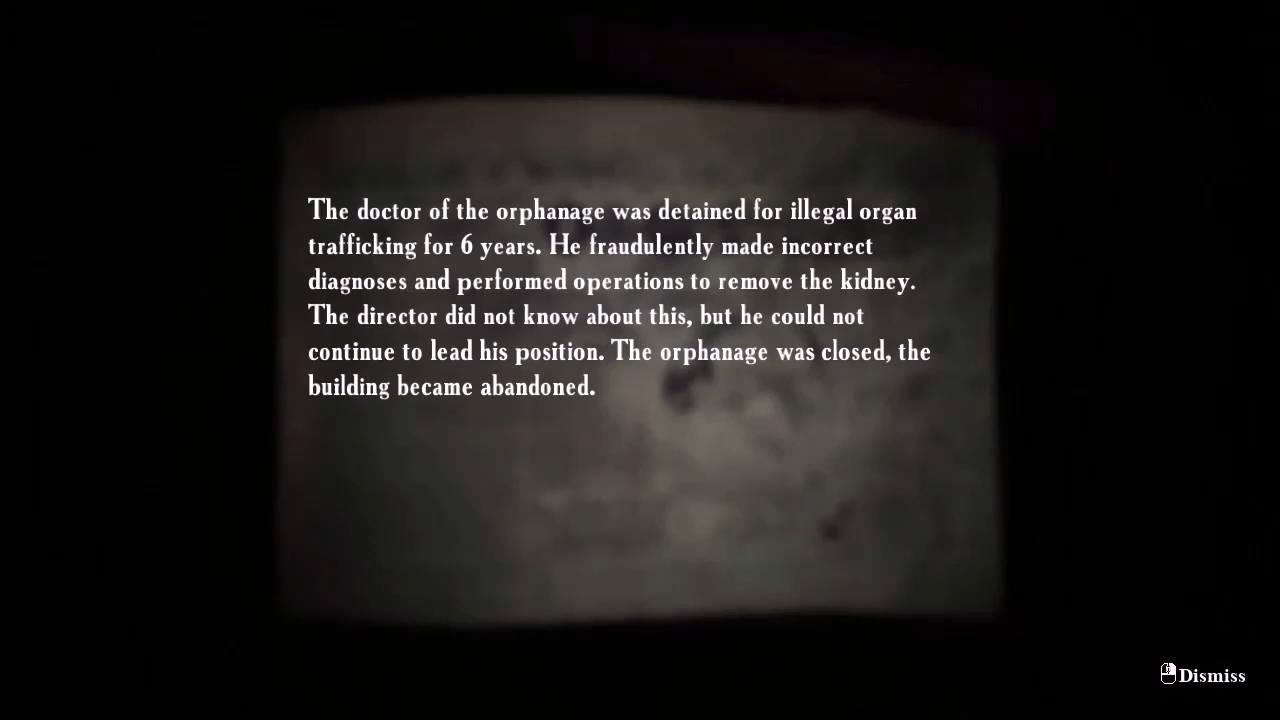 The doctor of the orphanage was detained for illegal organ
trafficking for 6 years. He fraudulently made incorrect
diagnoses and performed operations to remove the kidney.
The director did not know about this, but he could not
continue to lead his position. The orphanage was closed, the
building became abandoned.
Dismiss